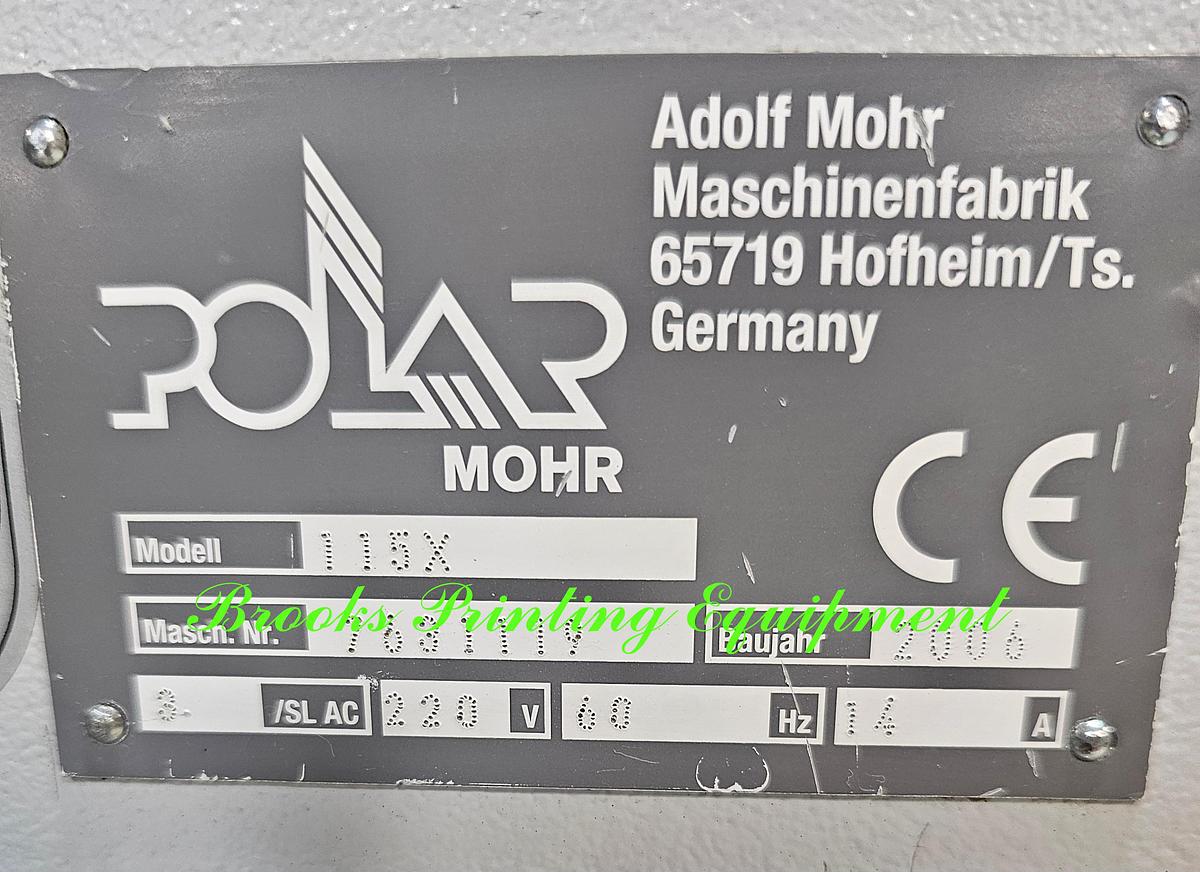 Adolf Mohr
Maschinenfabrik
65719 Hofheim/Ts.
Germany
POLAR
MOHR
CE
Modell 115X
Brooks Printing Equipment
Masch. Nr.
Baujahr 2006
3 /SL AC 220 V 60 Hz 14 A